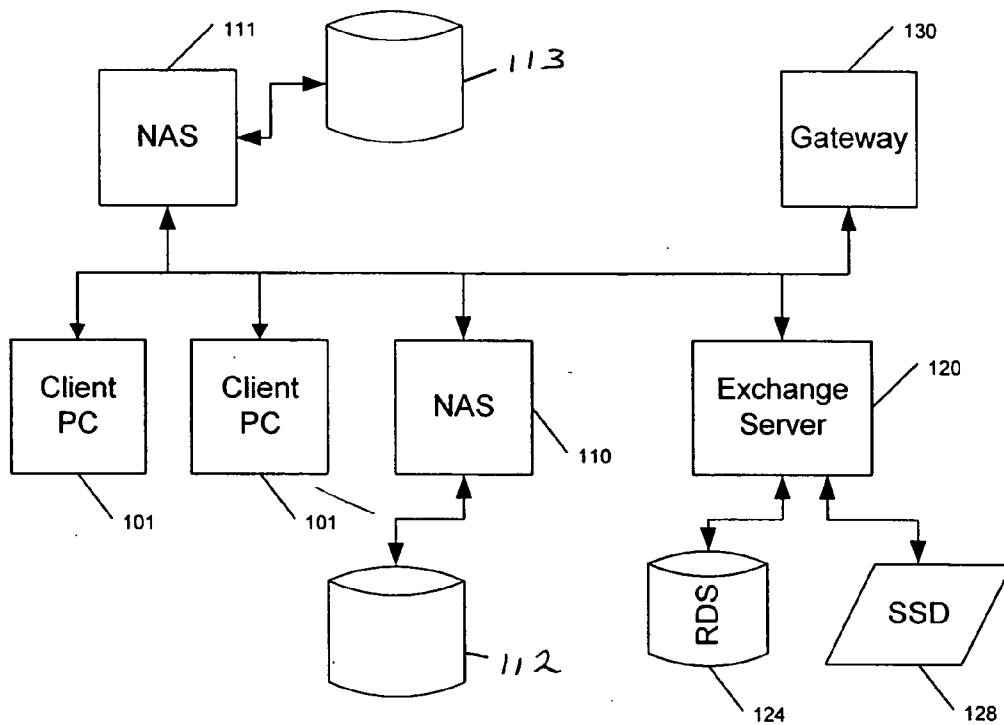 111
113
130
NAS
Gateway
Client
PC
Client
PC
NAS
Exchange
Server
120
110
101
101
RDS
SSD
112
124
128